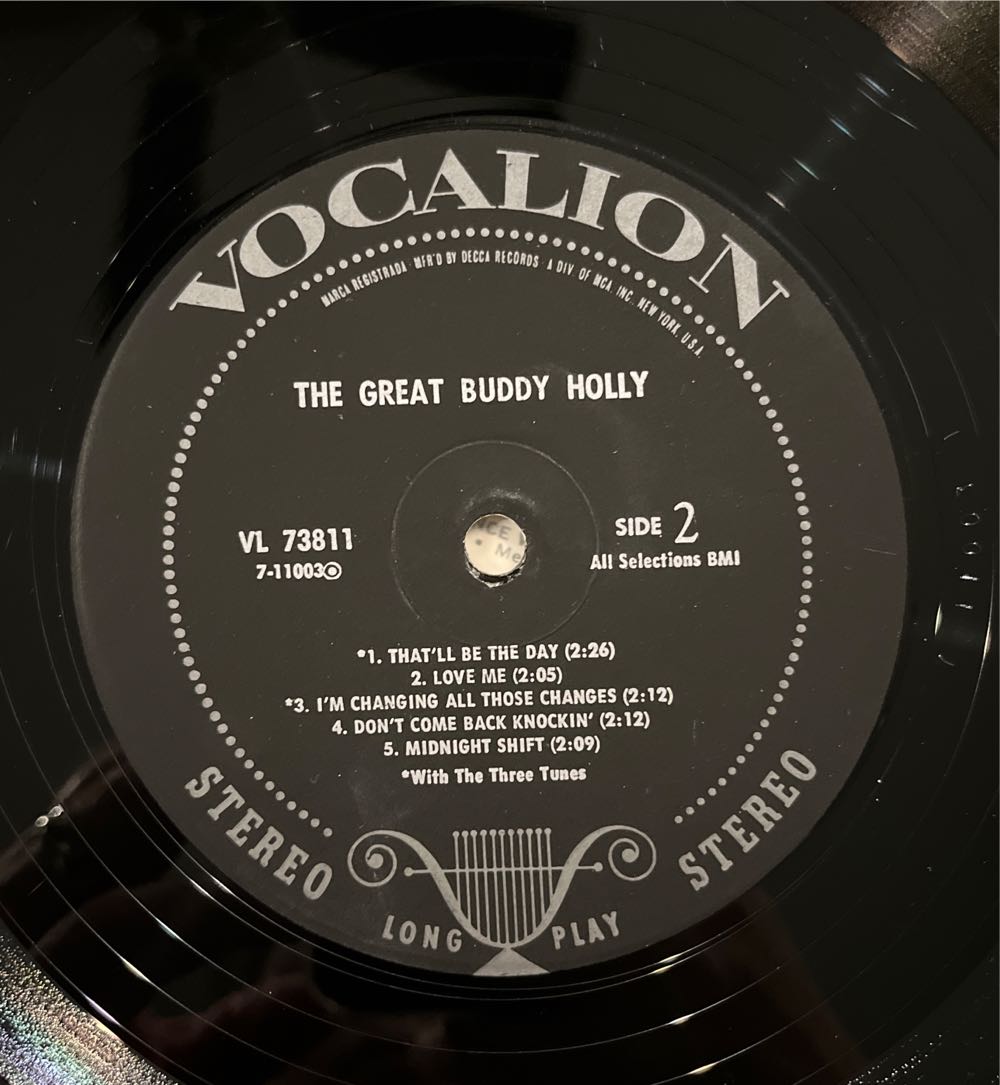 VOCALION
MARCA REGISTRADA MFR'D BY DECCA RECORDS A DIV. OF MCA, INC., NEW YORK, U.S.A.
THE GREAT BUDDY HOLLY
VL 73811
7-11003
SIDE 2
All Selections BMI
*1. THAT'LL BE THE DAY (2:26)
2. LOVE ME (2:05)
*3. I'M CHANGING ALL THOSE CHANGES (2:12)
4. DON'T COME BACK KNOCKIN' (2:12)
5. MIDNIGHT SHIFT (2:09)
*With The Three Tunes
STEREO
LONG PLAY
STEREO